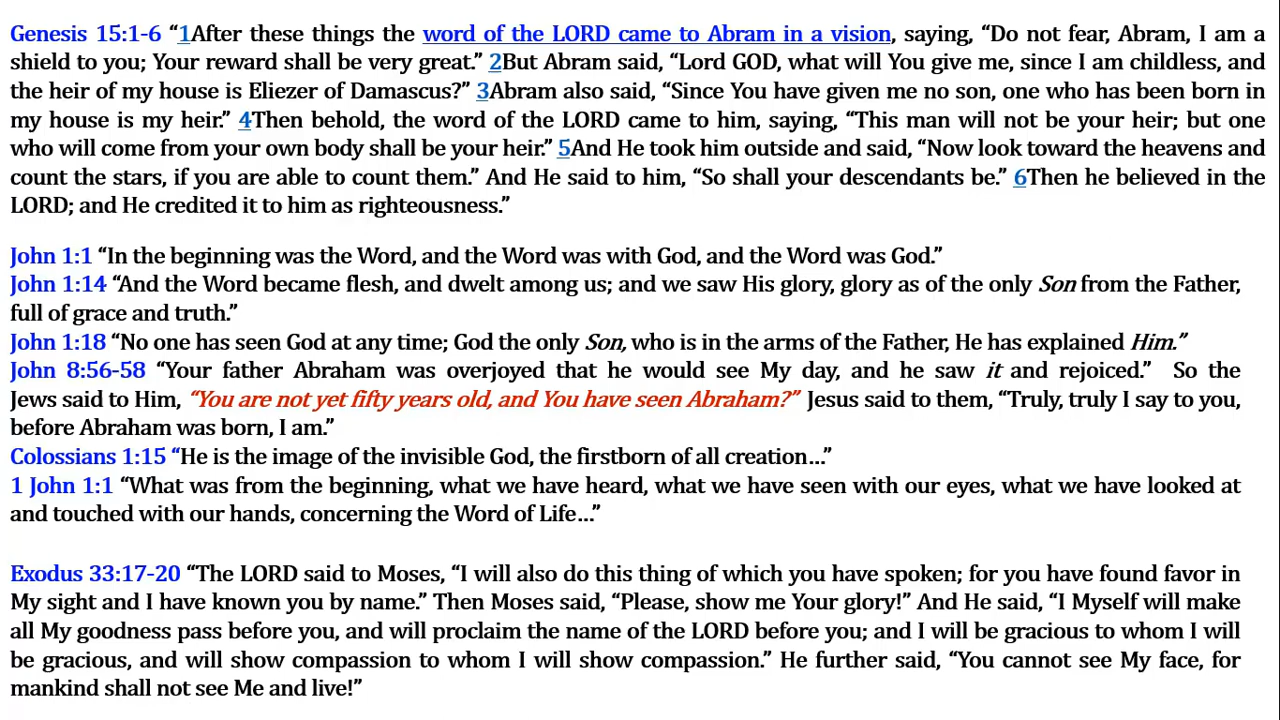 Genesis 15:1-6 “1After these things the word of the LORD came to Abram in a vision, saying, “Do not fear, Abram, I am a
shield to you; Your reward shall be very great.” 2But Abram said, “Lord GOD, what will You give me, since I am childless, and
the heir of my house is Eliezer of Damascus?” 3Abram also said, “Since You have given me no son, one who has been born in
my house is my heir.” 4Then behold, the word of the LORD came to him, saying, “This man will not be your heir; but one
who will come from your own body shall be your heir.” 5And He took him outside and said, “Now look toward the heavens and
count the stars, if you are able to count them.” And He said to him, “So shall your descendants be.” 6Then he believed in the
LORD; and He credited it to him as righteousness.”
John 1:1 “In the beginning was the Word, and the Word was with God, and the Word was God.”
John 1:14 “And the Word became flesh, and dwelt among us; and we saw His glory, glory as of the only Son from the Father,
full of grace and truth.”
John 1:18 “No one has seen God at any time; God the only Son, who is in the arms of the Father, He has explained Him.”
John 8:56-58 “Your father Abraham was overjoyed that he would see My day, and he saw it and rejoiced.” So the
Jews said to Him, “You are not yet fifty years old, and You have seen Abraham?” Jesus said to them, “Truly, truly I say to you,
before Abraham was born, I am.”
Colossians 1:15 “He is the image of the invisible God, the firstborn of all creation…”
1 John 1:1 “What was from the beginning, what we have heard, what we have seen with our eyes, what we have looked at
and touched with our hands, concerning the Word of Life…”
Exodus 33:17-20 “The LORD said to Moses, “I will also do this thing of which you have spoken; for you have found favor in
My sight and I have known you by name.” Then Moses said, “Please, show me Your glory!” And He said, “I Myself will make
all My goodness pass before you, and will proclaim the name of the LORD before you; and I will be gracious to whom I will
be gracious, and will show compassion to whom I will show compassion.” He further said, “You cannot see My face, for
mankind shall not see Me and live!”